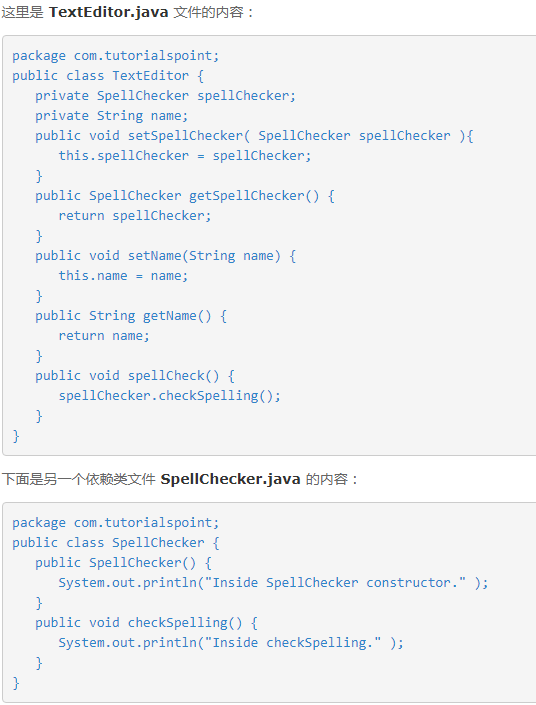 这里是 TextEditor.java 文件的内容：
package com.tutorialspoint;
public class TextEditor {
   private SpellChecker spellChecker;
   private String name;
   public void setSpellChecker( SpellChecker spellChecker ){
      this.spellChecker = spellChecker;
   }
   public SpellChecker getSpellChecker() {
      return spellChecker;
   }
   public void setName(String name) {
      this.name = name;
   }
   public String getName() {
      return name;
   }
   public void spellCheck() {
      spellChecker.checkSpelling();
   }
}
下面是另一个依赖类文件 SpellChecker.java 的内容：
package com.tutorialspoint;
public class SpellChecker {
   public SpellChecker() {
      System.out.println("Inside SpellChecker constructor." );
   }
   public void checkSpelling() {
      System.out.println("Inside checkSpelling." );
   }
}